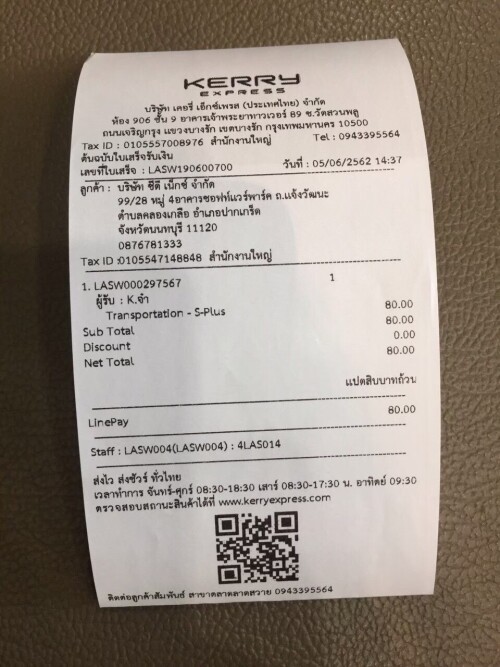 KERRY
EXPRESS
บริษัท เคอรี่ เอ็กซ์เพรส (ประเทศไทย) จำกัด
ห้อง 906 ชั้น 9 อาคารเจ้าพระยาทาวเวอร์ 89 ซ.วัดสวนพลู
ถนนเจริญกรุง แขวงบางรัก เขตบางรัก กรุงเทพมหานคร 10500
Tax ID : 0105557008976 สำนักงานใหญ่ Tel : 0943395564
ต้นฉบับใบเสร็จรับเงิน
เลขที่ใบเสร็จ : LASW190600700 วันที่ : 05/06/2562 14:37
ลูกค้า : บริษัท ซีดี เน็กซ์ จำกัด
99/28 หมู่ 4อาคารซอฟท์แวร์พาร์ค ถ.แจ้งวัฒนะ
ตำบลคลองเกลือ อำเภอปากเกร็ด
จังหวัดนนทบุรี 11120
0876781333
Tax ID :0105547148848 สำนักงานใหญ่
1. LASW000297567 1
ผู้รับ : K.จ๋า
Transportation - S-Plus 80.00
Sub Total 80.00
Discount 0.00
Net Total 80.00
แปดสิบบาทถ้วน
LinePay 80.00
Staff : LASW004(LASW004) : 4LAS014
ส่งไว ส่งชัวร์ ทั่วไทย
เวลาทำการ จันทร์-ศุกร์ 08:30-18:30 เสาร์ 08:30-17:30 น. อาทิตย์ 09:30
ตรวจสอบสถานะสินค้าได้ที่ www.kerryexpress.com
ติดต่อลูกค้าสัมพันธ์ สาขาตลาดลาดสวาย 0943395564